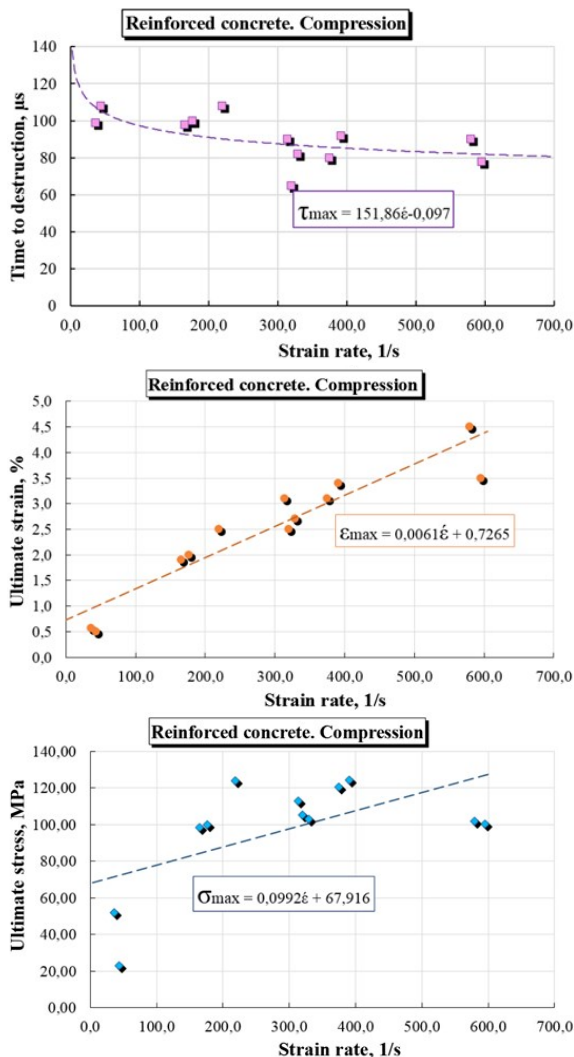 Reinforced concrete. Compression
Time to destruction, μs
140
120
100
80
60
40
20
0
τmax = 151,86έ-0,097
0,0 100,0 200,0 300,0 400,0 500,0 600,0 700,0
Strain rate, 1/s
Reinforced concrete. Compression
Ultimate strain, %
5,0
4,5
4,0
3,5
3,0
2,5
2,0
1,5
1,0
0,5
0,0
εmax = 0,0061έ + 0,7265
0,0 100,0 200,0 300,0 400,0 500,0 600,0 700,0
Strain rate, 1/s
Reinforced concrete. Compression
Ultimate stress, MPa
140,00
120,00
100,00
80,00
60,00
40,00
20,00
0,00
σmax = 0,0992έ + 67,916
0,0 100,0 200,0 300,0 400,0 500,0 600,0 700,0
Strain rate, 1/s